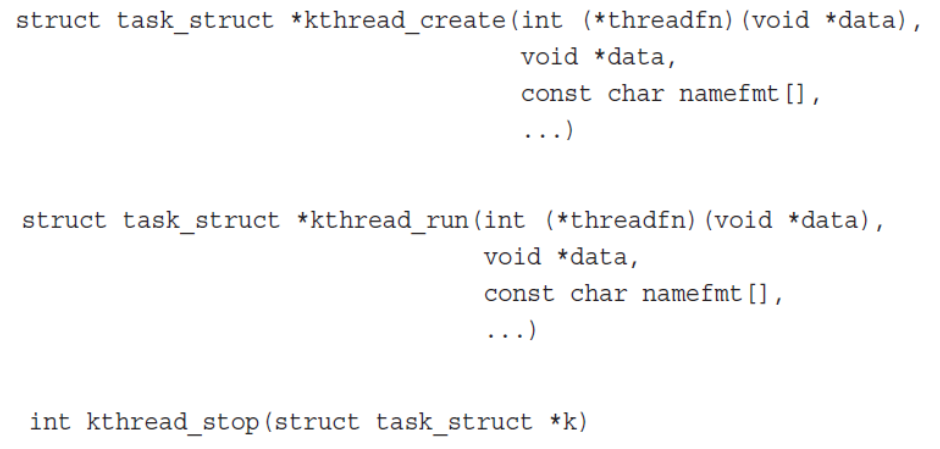 struct task_struct *kthread_create(int (*threadfn)(void *data),
void *data,
const char namefmt[],
...)
struct task_struct *kthread_run(int (*threadfn)(void *data),
void *data,
const char namefmt[],
...)
int kthread_stop(struct task_struct *k)